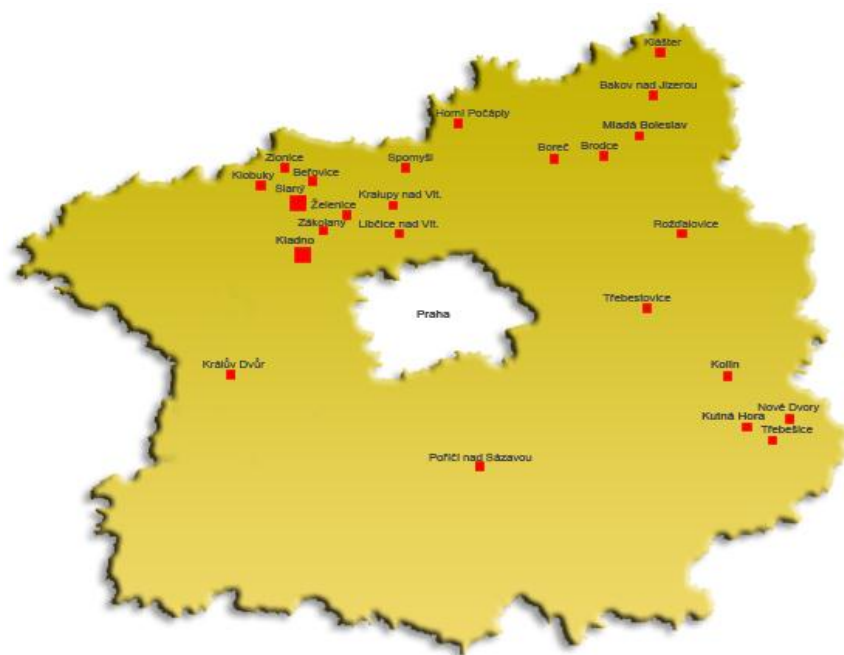 Klášter
Bakov nad Jizerou
Horní Počáply
Mladá Boleslav
Boreč
Brodce
Zlonice
Spomyšl
Beřovice
Klobuky
Slaný
Kralupy nad Vlt.
Želenice
Zákolany
Libčice nad Vlt.
Rožďalovice
Kladno
Třebestovice
Praha
Králův Dvůr
Kolín
Nové Dvory
Kutná Hora
Třebešice
Poříčí nad Sázavou